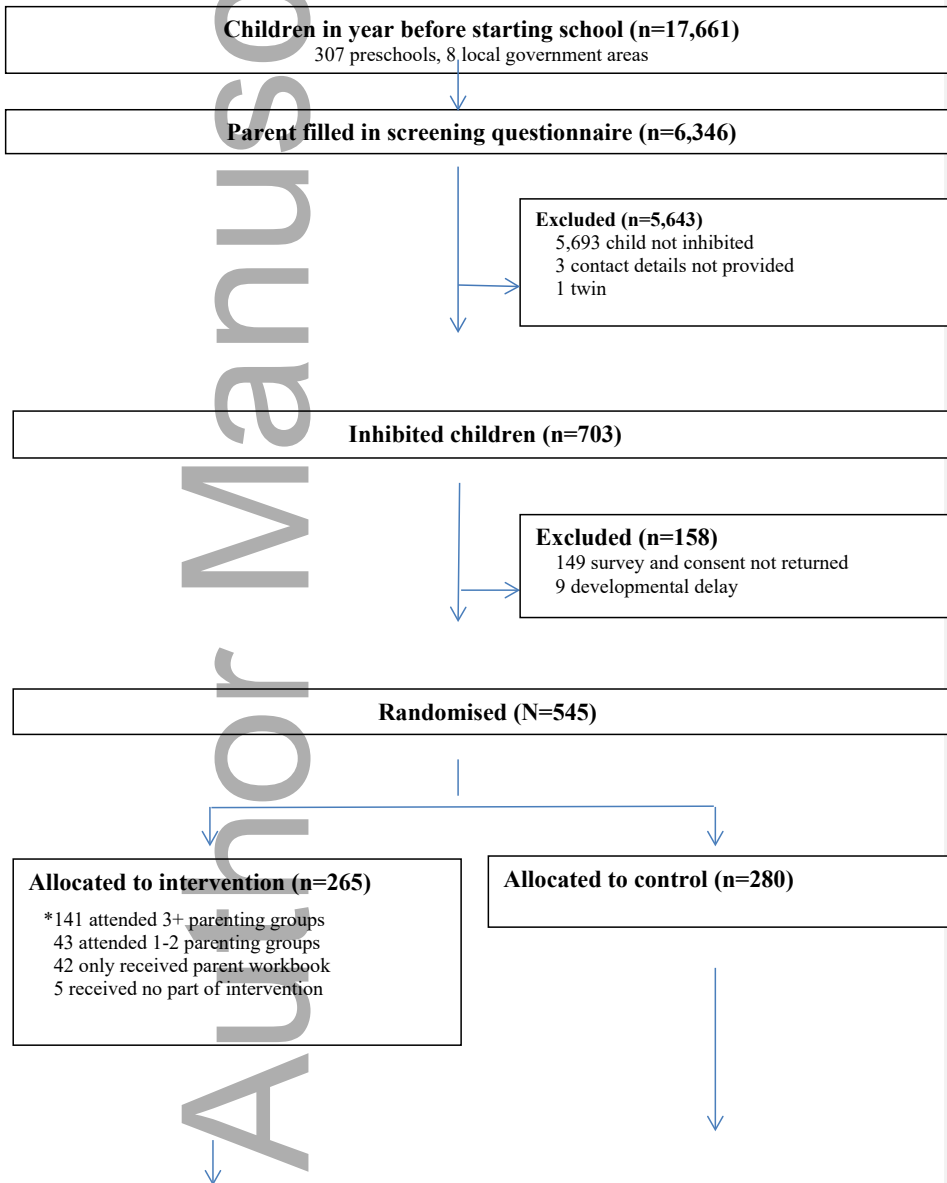 Children in year before starting school (n=17,661)
307 preschools, 8 local government areas
Parent filled in screening questionnaire (n=6,346)
Excluded (n=5,643)
5,693 child not inhibited
3 contact details not provided
1 twin
Inhibited children (n=703)
Excluded (n=158)
149 survey and consent not returned
9 developmental delay
Randomised (N=545)
Allocated to intervention (n=265)
*141 attended 3+ parenting groups
43 attended 1-2 parenting groups
42 only received parent workbook
5 received no part of intervention
Allocated to control (n=280)
Author Manusc